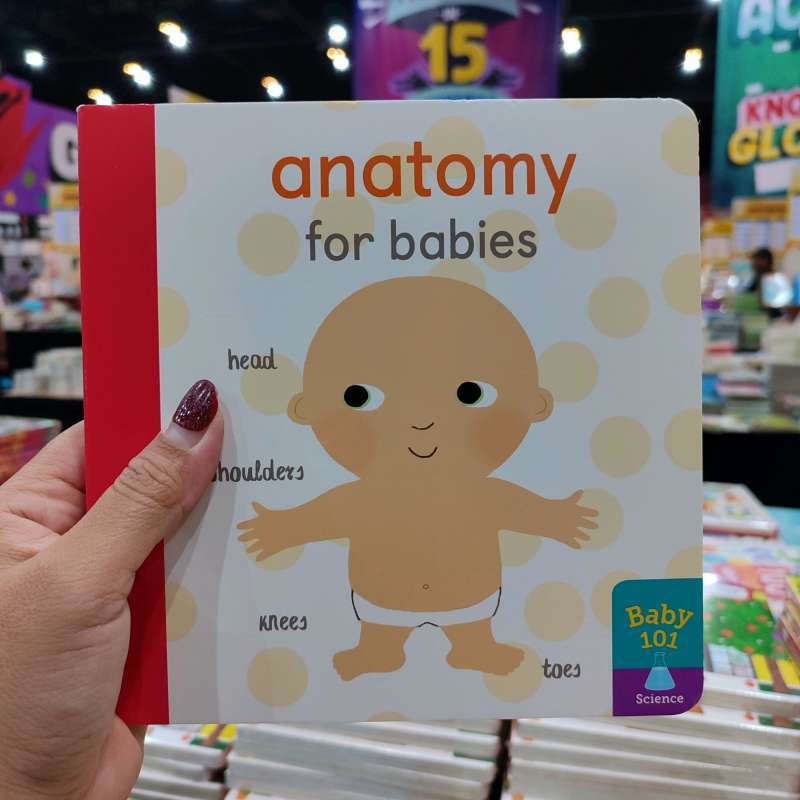 15
anatomy
for babies
head
shoulders
knees
toes
Baby
101
Science